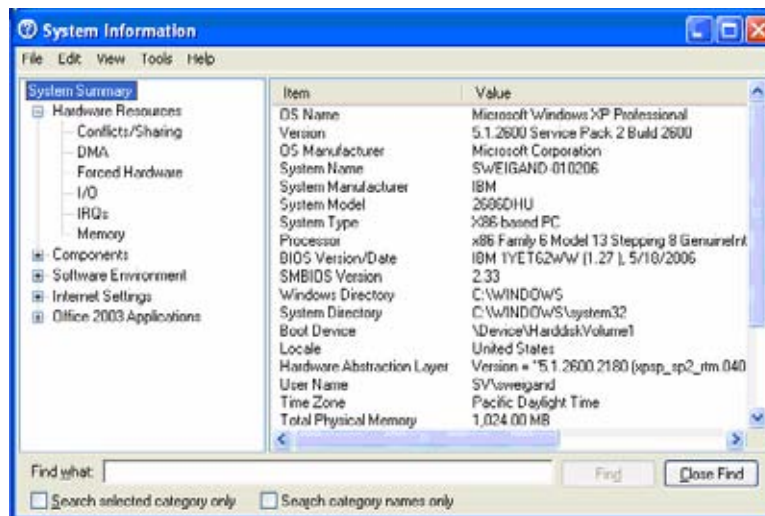 System Information
File Edit View Tools Help
System Summary
Hardware Resources
Conflicts/Sharing
DMA
Forced Hardware
I/O
IRQs
Memory
Components
Software Environment
Internet Settings
Office 2003 Applications
Item Value
OS Name Microsoft Windows XP Professional
Version 5.1.2600 Service Pack 2 Build 2600
OS Manufacturer Microsoft Corporation
System Name SWEIGAND-010206
System Manufacturer IBM
System Model 2686DHU
System Type X86-based PC
Processor x86 Family 6 Model 13 Stepping 8 GenuineInt
BIOS Version/Date IBM 1YET62WW (1.27 ), 5/18/2006
SMBIOS Version 2.33
Windows Directory C:\WINDOWS
System Directory C:\WINDOWS\system32
Boot Device \Device\HarddiskVolume1
Locale United States
Hardware Abstraction Layer Version = "5.1.2600.2180 (xpsp_sp2_rtm.040
User Name SV\sweigand
Time Zone Pacific Daylight Time
Total Physical Memory 1,024.00 MB
Find what: Find Close Find
Search selected category only Search category names only